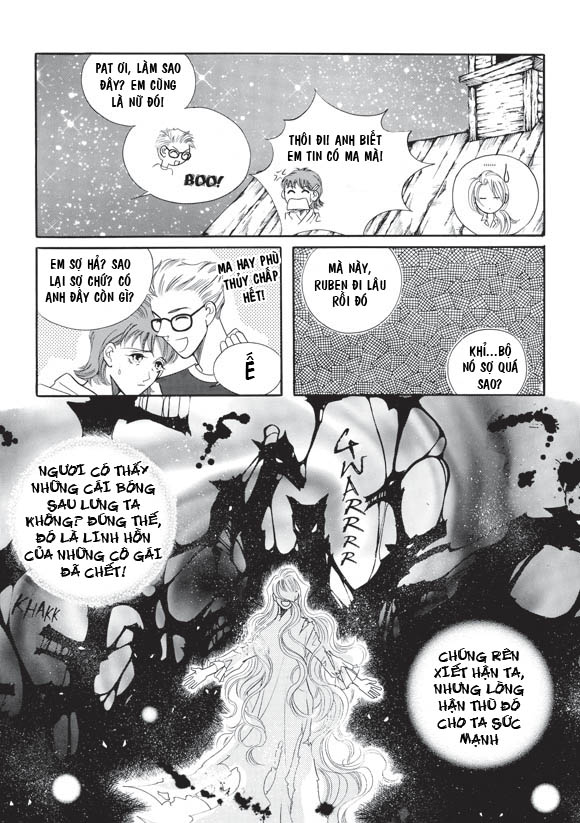 PAT ƠI, LÀM SAO
ĐÂY? EM CŨNG
LÀ NỮ ĐÓ!
BOO!
THÔI ĐI! ANH BIẾT
EM TIN CÓ MA MÀ!
......
EM SỢ HẢ? SAO
LẠI SỢ CHỨ? CÓ
ANH ĐÂY CÒN GÌ?
MA HAY PHÙ
THỦY CHẤP
HẾT!
Ế
MÀ NÀY,
RUBEN ĐI LÂU
RỒI ĐÓ
KHỈ...BỘ
NÓ SỢ QUÁ
SAO?
GWARRRR
NGƯƠI CÓ THẤY
NHỮNG CÁI BÓNG
SAU LƯNG TA
KHÔNG? ĐÚNG THẾ,
ĐÓ LÀ LINH HỒN
CỦA NHỮNG CÔ GÁI
ĐÃ CHẾT!
KHAKK
CHÚNG RÊN
XIẾT HẬN TA,
NHƯNG LÒNG
HẬN THÙ ĐÓ
CHO TA SỨC
MẠNH